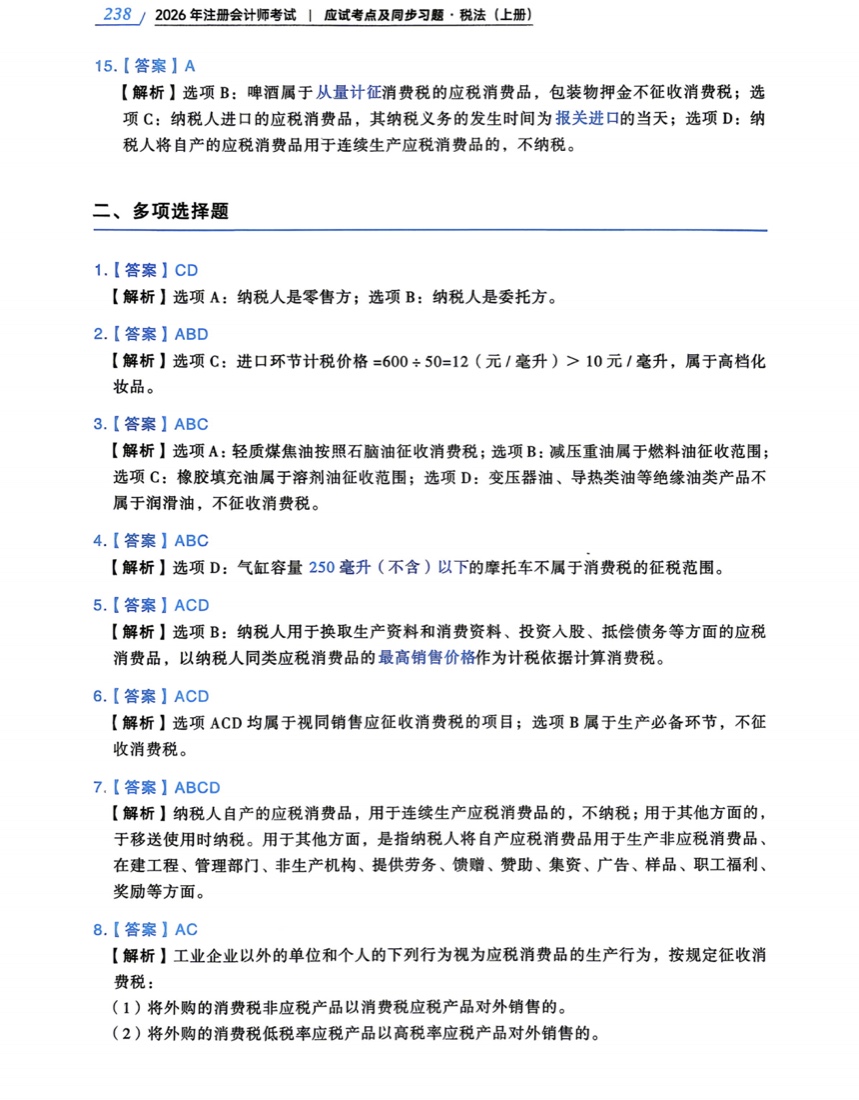 238 / 2026 年注册会计师考试 | 应试考点及同步习题 · 税法（上册）
15.【答案】A
【解析】选项 B：啤酒属于从量计征消费税的应税消费品，包装物押金不征收消费税；选
项 C：纳税人进口的应税消费品，其纳税义务的发生时间为报关进口的当天；选项 D：纳
税人将自产的应税消费品用于连续生产应税消费品的，不纳税。
二、多项选择题
1.【答案】CD
【解析】选项 A：纳税人是零售方；选项 B：纳税人是委托方。
2.【答案】ABD
【解析】选项 C：进口环节计税价格 =600 ÷ 50=12（元 / 毫升）＞ 10 元 / 毫升，属于高档化
妆品。
3.【答案】ABC
【解析】选项 A：轻质煤焦油按照石脑油征收消费税；选项 B：减压重油属于燃料油征收范围；
选项 C：橡胶填充油属于溶剂油征收范围；选项 D：变压器油、导热类油等绝缘油类产品不
属于润滑油，不征收消费税。
4.【答案】ABC
【解析】选项 D：气缸容量 250 毫升（不含）以下的摩托车不属于消费税的征税范围。
5.【答案】ACD
【解析】选项 B：纳税人用于换取生产资料和消费资料、投资入股、抵偿债务等方面的应税
消费品，以纳税人同类应税消费品的最高销售价格作为计税依据计算消费税。
6.【答案】ACD
【解析】选项 ACD 均属于视同销售应征收消费税的项目；选项 B 属于生产必备环节，不征
收消费税。
7.【答案】ABCD
【解析】纳税人自产的应税消费品，用于连续生产应税消费品的，不纳税；用于其他方面的，
于移送使用时纳税。用于其他方面，是指纳税人将自产应税消费品用于生产非应税消费品、
在建工程、管理部门、非生产机构、提供劳务、馈赠、赞助、集资、广告、样品、职工福利、
奖励等方面。
8.【答案】AC
【解析】工业企业以外的单位和个人的下列行为视为应税消费品的生产行为，按规定征收消
费税：
（1）将外购的消费税非应税产品以消费税应税产品对外销售的。
（2）将外购的消费税低税率应税产品以高税率应税产品对外销售的。